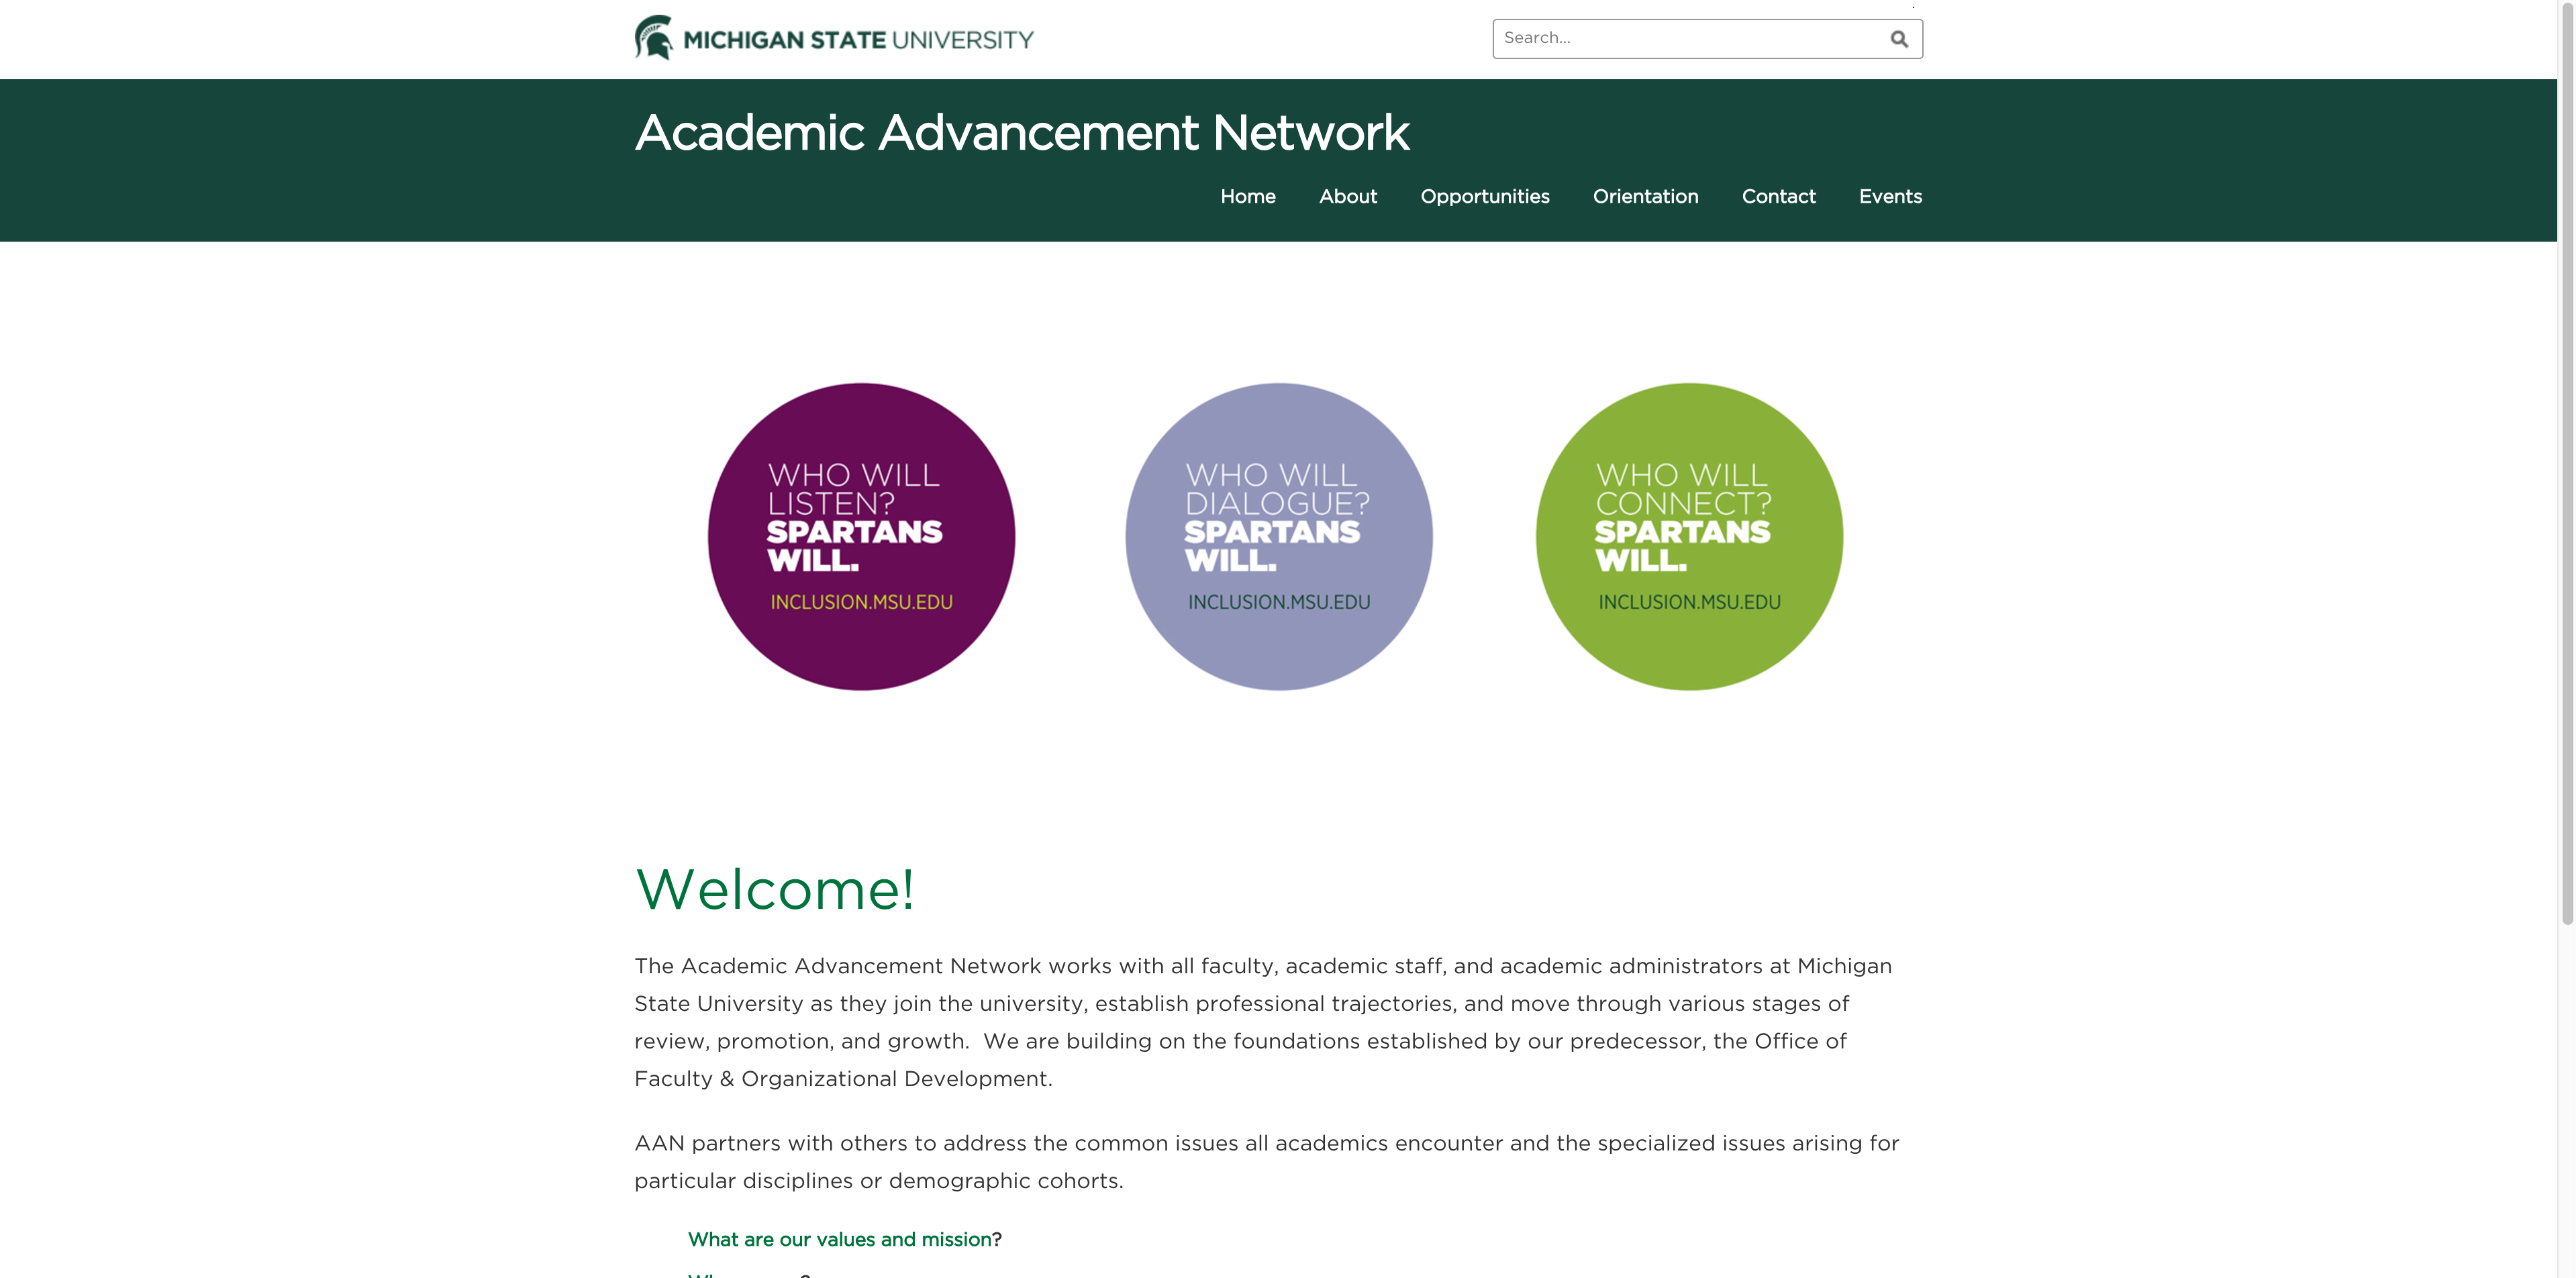 MICHIGAN STATE UNIVERSITY
Search...
Academic Advancement Network
Home About Opportunities Orientation Contact Events
WHO WILL
LISTEN?
SPARTANS
WILL.
INCLUSION.MSU.EDU
WHO WILL
DIALOGUE?
SPARTANS
WILL.
INCLUSION.MSU.EDU
WHO WILL
CONNECT?
SPARTANS
WILL.
INCLUSION.MSU.EDU
Welcome!
The Academic Advancement Network works with all faculty, academic staff, and academic administrators at Michigan
State University as they join the university, establish professional trajectories, and move through various stages of
review, promotion, and growth.  We are building on the foundations established by our predecessor, the Office of
Faculty & Organizational Development.
AAN partners with others to address the common issues all academics encounter and the specialized issues arising for
particular disciplines or demographic cohorts.
What are our values and mission?